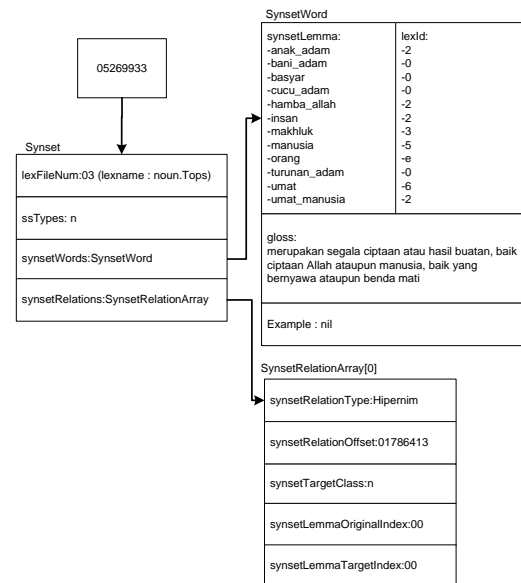 05269933
Synset
lexFileNum:03 (lexname : noun.Tops)
ssTypes: n
synsetWords:SynsetWord
synsetRelations:SynsetRelationArray
SynsetWord
synsetLemma: lexId:
-anak_adam -2
-bani_adam -0
-basyar -0
-cucu_adam -0
-hamba_allah -2
-insan -2
-makhluk -3
-manusia -5
-orang -e
-turunan_adam -0
-umat -6
-umat_manusia -2
gloss:
merupakan segala ciptaan atau hasil buatan, baik
ciptaan Allah ataupun manusia, baik yang
bernyawa ataupun benda mati
Example : nil
SynsetRelationArray[0]
synsetRelationType:Hipernim
synsetRelationOffset:01786413
synsetTargetClass:n
synsetLemmaOriginalIndex:00
synsetLemmaTargetIndex:00